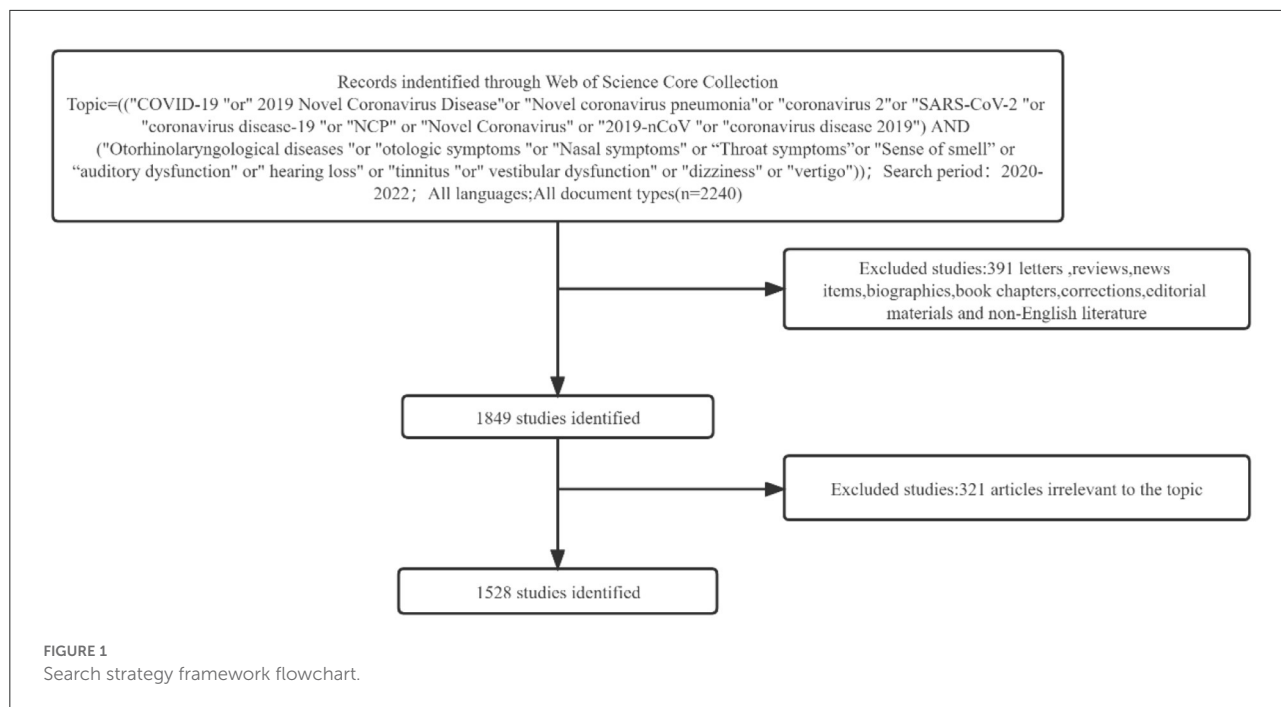 Records indentified through Web of Science Core Collection
Topic=(("COVID-19 "or" 2019 Novel Coronavirus Disease"or "Novel coronavirus pneumonia"or "coronavirus 2"or "SARS-CoV-2 "or
"coronavirus disease-19 "or "NCP" or "Novel Coronavirus" or "2019-nCoV "or "coronavirus disease 2019") AND
("Otorhinolaryngological diseases "or "otologic symptoms "or "Nasal symptoms" or “Throat symptoms”or "Sense of smell” or
“auditory dysfunction" or" hearing loss" or "tinnitus "or" vestibular dysfunction" or "dizziness" or "vertigo"))；Search period：2020-
2022；All languages;All document types(n=2240)
Excluded studies:391 letters ,reviews,news
items,biographics,book chapters,corrections,editorial
materials and non-English literature
1849 studies identified
Excluded studies:321 articles irrelevant to the topic
1528 studies identified
FIGURE 1
Search strategy framework flowchart.